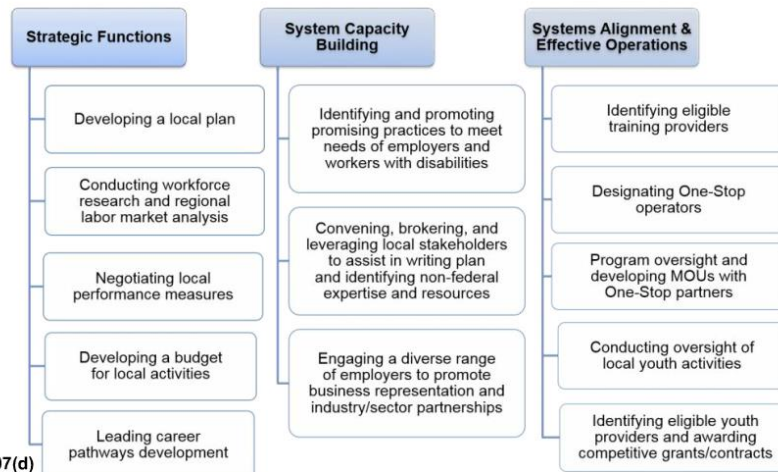 Strategic Functions
Developing a local plan
Conducting workforce
research and regional
labor market analysis
Negotiating local
performance measures
Developing a budget
for local activities
Leading career
pathways development
System Capacity
Building
Identifying and promoting
promising practices to meet
needs of employers and
workers with disabilities
Convening, brokering, and
leveraging local stakeholders
to assist in writing plan
and identifying non-federal
expertise and resources
Engaging a diverse range
of employers to promote
business representation and
industry/sector partnerships
Systems Alignment &
Effective Operations
Identifying eligible
training providers
Designating One-Stop
operators
Program oversight and
developing MOUs with
One-Stop partners
Conducting oversight of
local youth activities
Identifying eligible youth
providers and awarding
competitive grants/contracts
07(d)